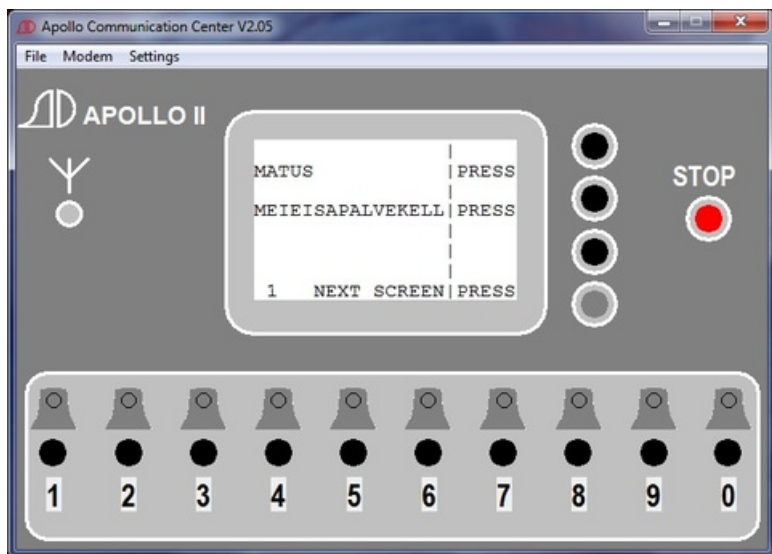 Apollo Communication Center V2.05
File Modem Settings
APOLLO II
MATUS |PRESS
MEIEISAPALVEKELL|PRESS
1 NEXT SCREEN|PRESS
STOP
1 2 3 4 5 6 7 8 9 0